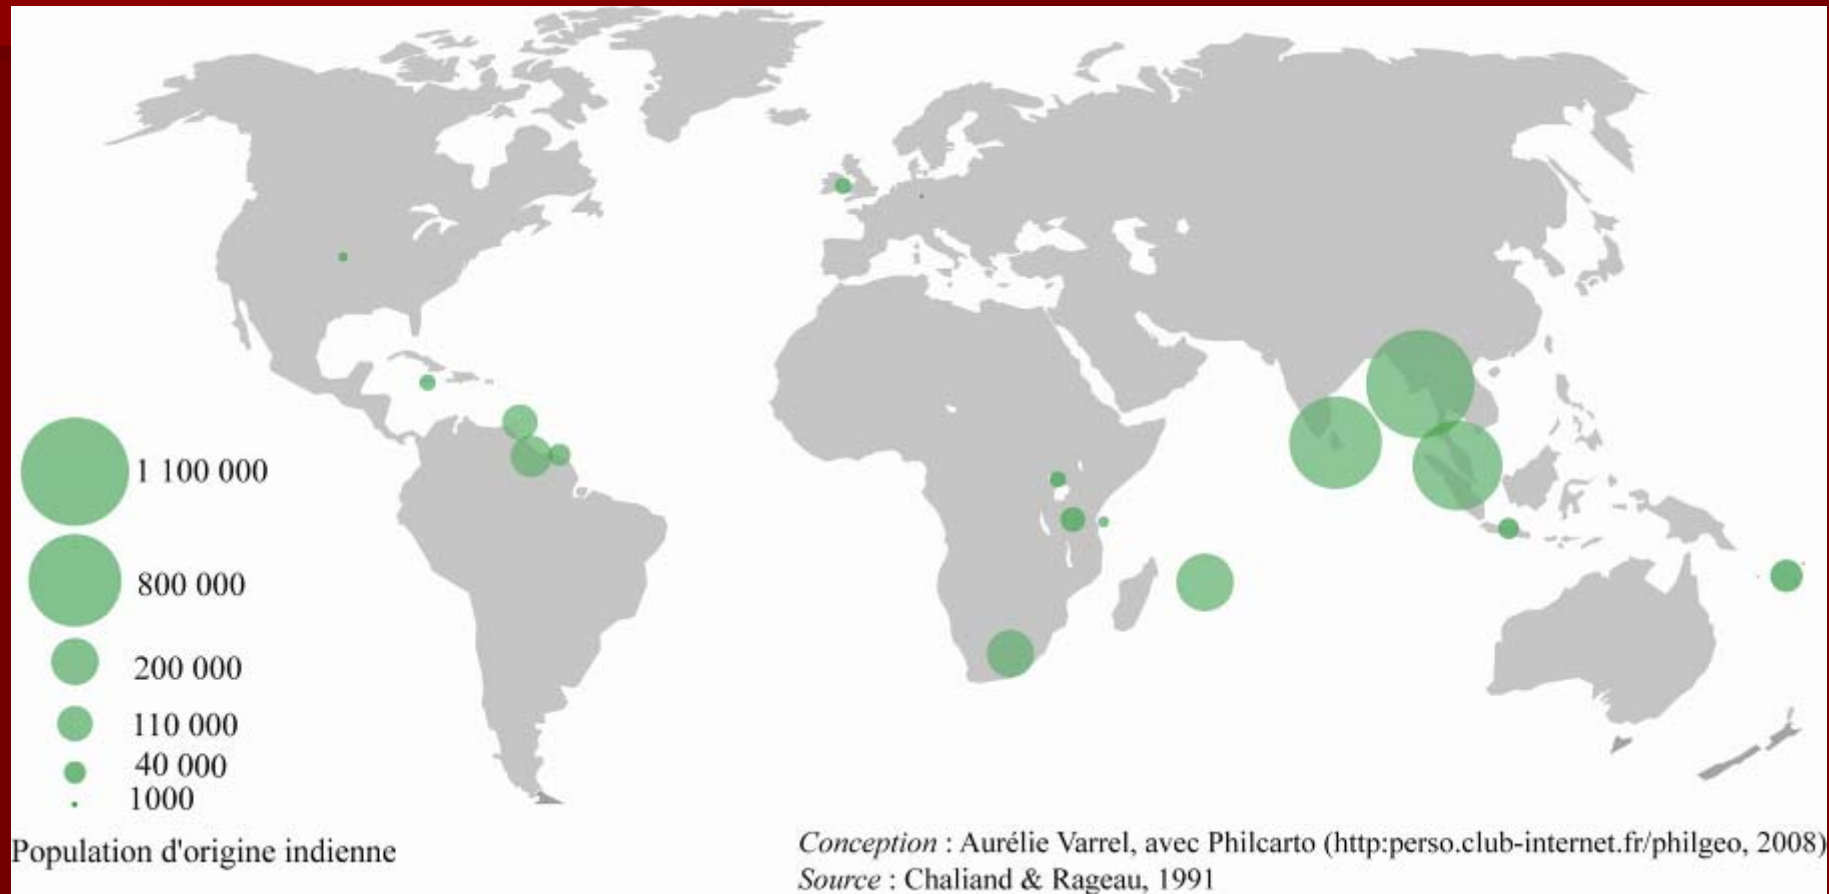 1 100 000
800 000
200 000
110 000
40 000
1000
Population d'origine indienne
Conception : Aurélie Varrel, avec Philcarto (http:perso.club-internet.fr/philgeo, 2008)
Source : Chaliand & Rageau, 1991